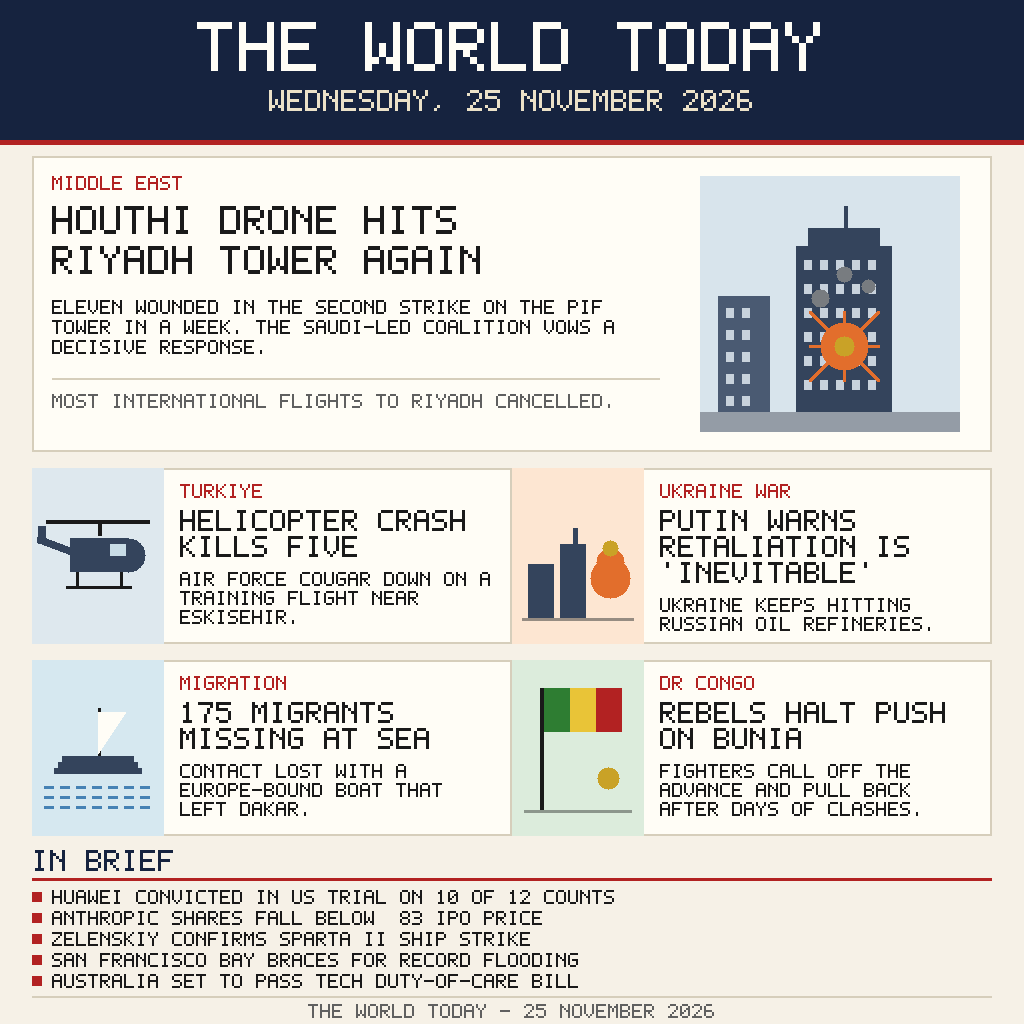 THE WORLD TODAY
WEDNESDAY, 25 NOVEMBER 2026
MIDDLE EAST
HOUTHI DRONE HITS
RIYADH TOWER AGAIN
ELEVEN WOUNDED IN THE SECOND STRIKE ON THE PIF
TOWER IN A WEEK. THE SAUDI-LED COALITION VOWS A
DECISIVE RESPONSE.
MOST INTERNATIONAL FLIGHTS TO RIYADH CANCELLED.
TURKIYE
HELICOPTER CRASH
KILLS FIVE
AIR FORCE COUGAR DOWN ON A
TRAINING FLIGHT NEAR
ESKISEHIR.
UKRAINE WAR
PUTIN WARNS
RETALIATION IS
'INEVITABLE'
UKRAINE KEEPS HITTING
RUSSIAN OIL REFINERIES.
MIGRATION
175 MIGRANTS
MISSING AT SEA
CONTACT LOST WITH A
EUROPE-BOUND BOAT THAT
LEFT DAKAR.
DR CONGO
REBELS HALT PUSH
ON BUNIA
FIGHTERS CALL OFF THE
ADVANCE AND PULL BACK
AFTER DAYS OF CLASHES.
IN BRIEF
HUAWEI CONVICTED IN US TRIAL ON 10 OF 12 COUNTS
ANTHROPIC SHARES FALL BELOW  83 IPO PRICE
ZELENSKIY CONFIRMS SPARTA II SHIP STRIKE
SAN FRANCISCO BAY BRACES FOR RECORD FLOODING
AUSTRALIA SET TO PASS TECH DUTY-OF-CARE BILL
THE WORLD TODAY - 25 NOVEMBER 2026